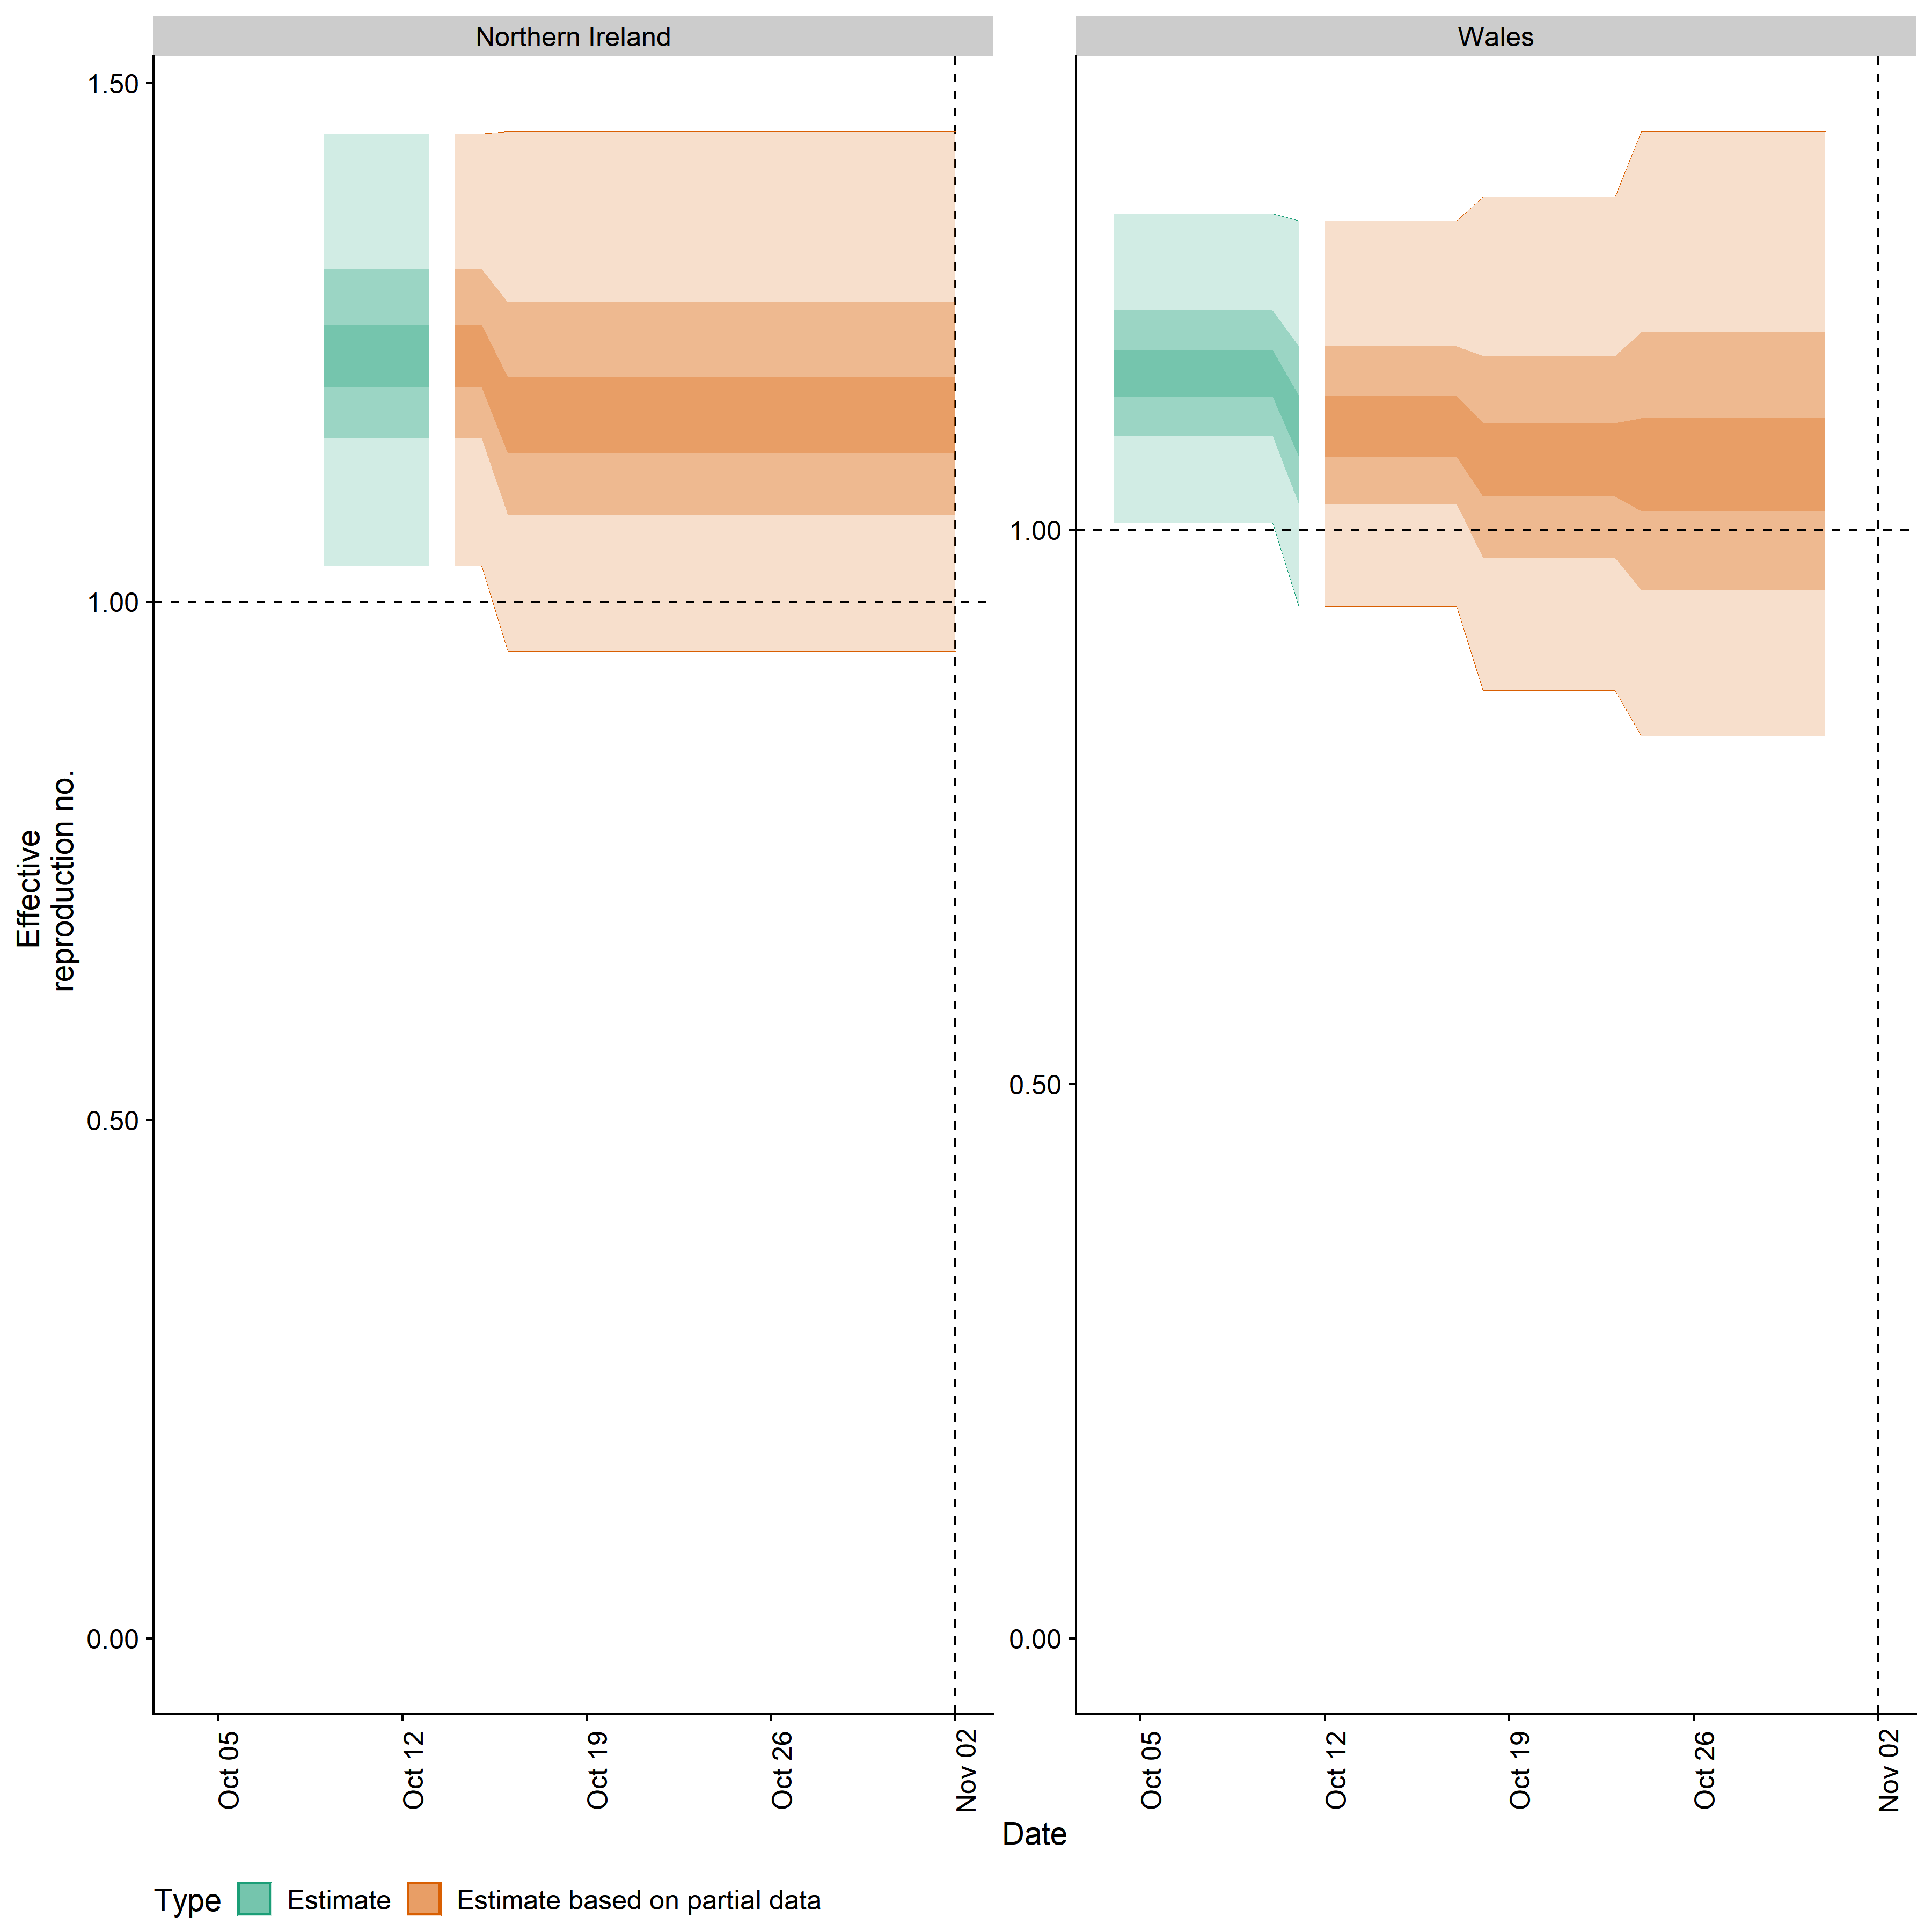 Northern Ireland
Wales
1.50
1.00
0.50
0.00
1.00
0.50
0.00
Effective
reproduction no.
Oct 05
Oct 12
Oct 19
Oct 26
Nov 02
Oct 05
Oct 12
Oct 19
Oct 26
Nov 02
Date
Type Estimate Estimate based on partial data